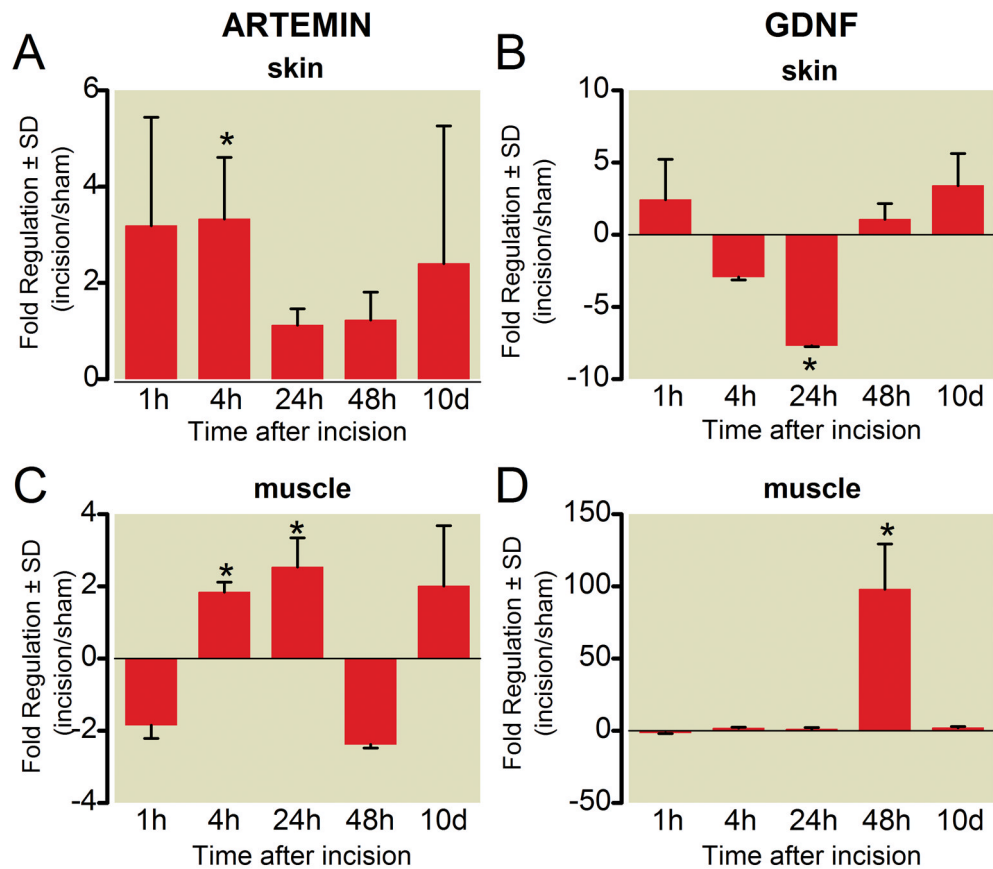 ARTEMIN
GDNF
A
skin
Fold Regulation ± SD
(incision/sham)
6
4
2
0
*
1h 4h 24h 48h 10d
Time after incision
B
skin
Fold Regulation ± SD
(incision/sham)
10
5
0
-5
-10
*
1h 4h 24h 48h 10d
Time after incision
C
muscle
Fold Regulation ± SD
(incision/sham)
4
2
0
-2
-4
* *
1h 4h 24h 48h 10d
Time after incision
D
muscle
Fold Regulation ± SD
(incision/sham)
150
100
50
0
-50
*
1h 4h 24h 48h 10d
Time after incision